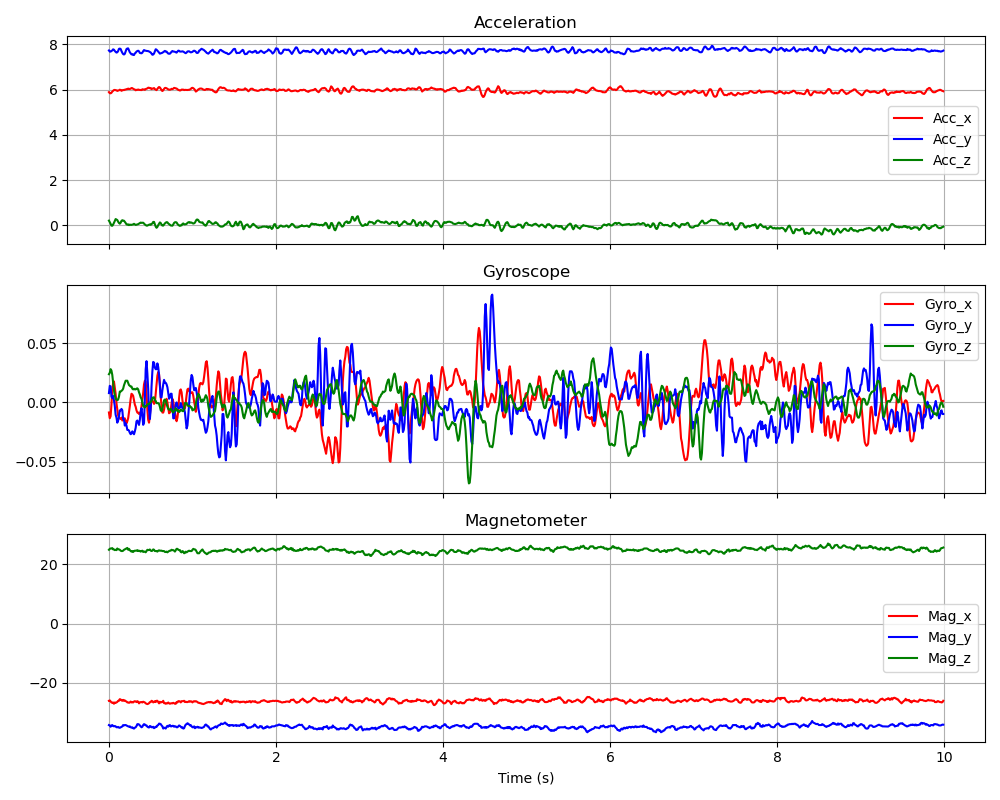 Acceleration
8
6
4
2
0
Acc_x
Acc_y
Acc_z
Gyroscope
0.05
0.00
−0.05
Gyro_x
Gyro_y
Gyro_z
Magnetometer
20
0
−20
Mag_x
Mag_y
Mag_z
0 2 4 6 8 10
Time (s)